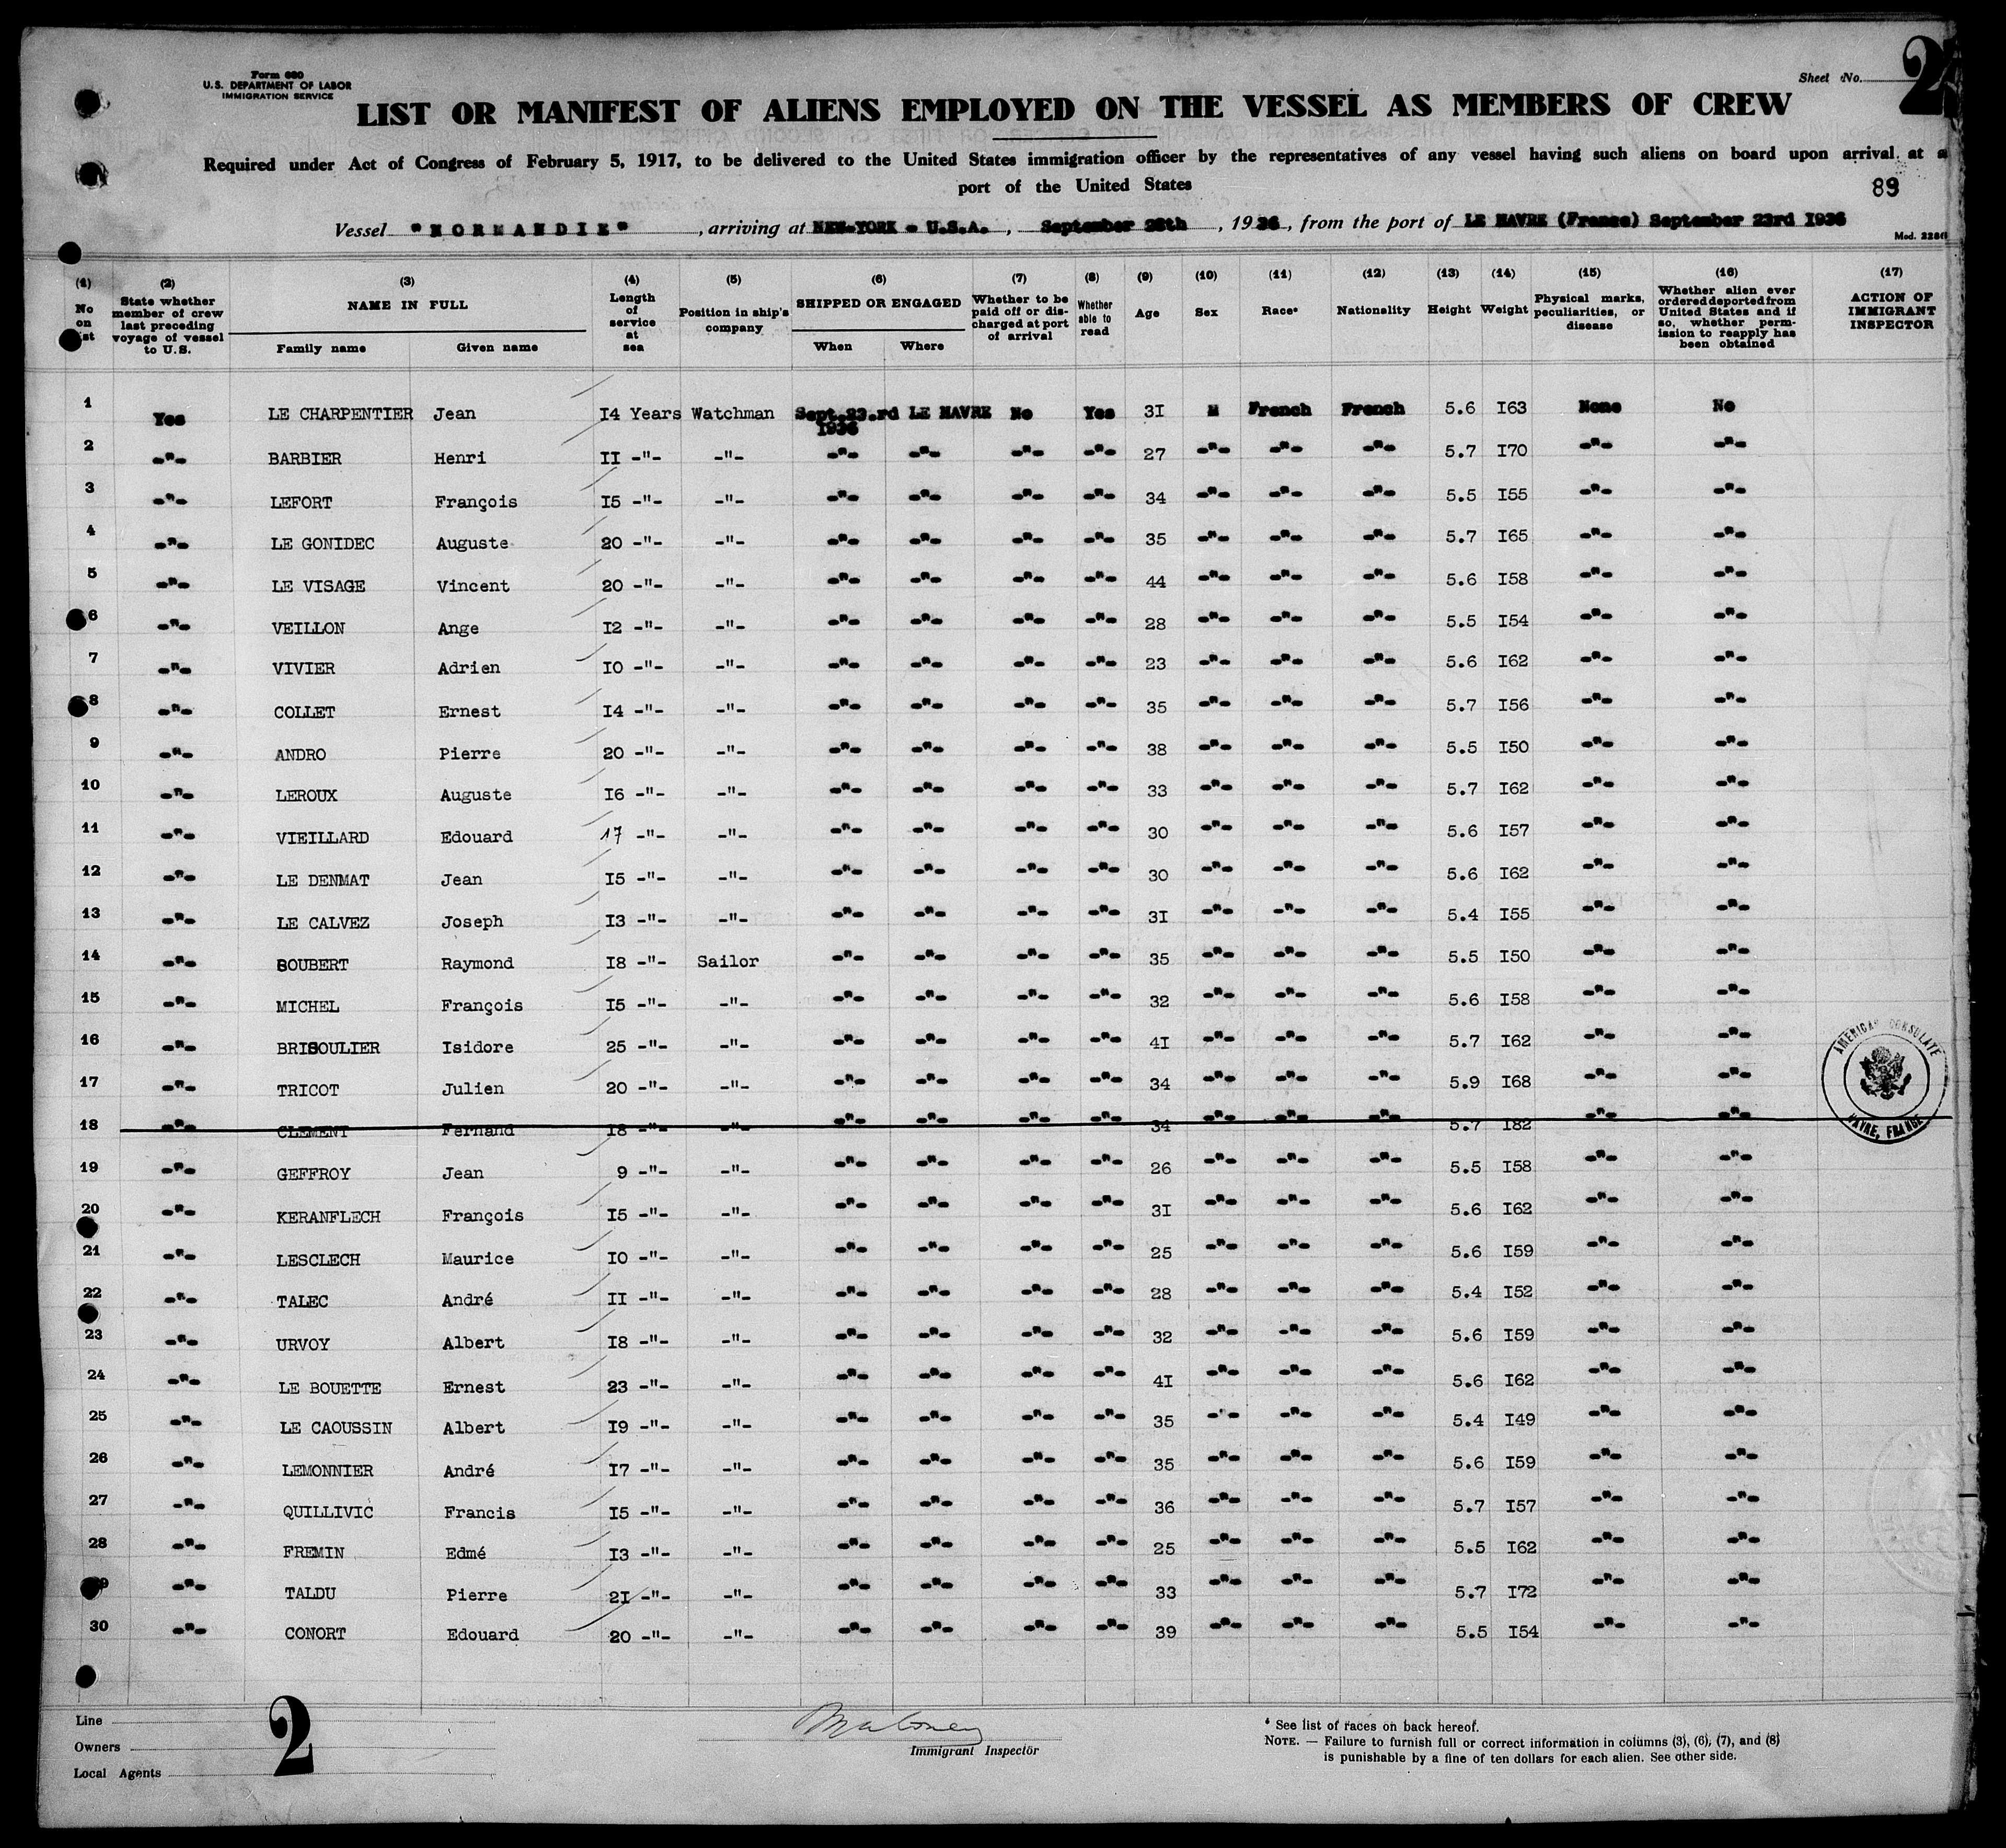 Form 680
U.S. DEPARTMENT OF LABOR
IMMIGRATION SERVICE
Sheet No. 2
LIST OR MANIFEST OF ALIENS EMPLOYED ON THE VESSEL AS MEMBERS OF CREW
Required under Act of Congress of February 5, 1917, to be delivered to the United States immigration officer by the representatives of any vessel having such aliens on board upon arrival at a
port of the United States
89
Vessel "NORMANDIE", arriving at NEW-YORK - U.S.A., September 28th, 1936, from the port of LE HAVRE (France) September 23rd 1936
(1) No on list (2) State whether member of crew last preceding voyage of vessel to U.S. (3) NAME IN FULL Family name Given name (4) Length of service at sea (5) Position in ship's company (6) SHIPPED OR ENGAGED When Where (7) Whether to be paid off or discharged at port of arrival (8) Whether able to read (9) Age (10) Sex (11) Race* (12) Nationality (13) Height (14) Weight (15) Physical marks, peculiarities, or disease (16) Whether alien ever ordered deported from United States and if so, whether permission to reapply has been obtained (17) ACTION OF IMMIGRANT INSPECTOR
1 Yes LE CHARPENTIER Jean I4 Years Watchman Sept.23.rd I936 LE HAVRE No Yes 3I M French French 5.6 I63 None No
2 -"- BARBIER Henri II -"- -"- -"- -"- -"- -"- 27 -"- -"- -"- 5.7 I70 -"- -"-
3 -"- LEFORT François I5 -"- -"- -"- -"- -"- -"- 34 -"- -"- -"- 5.5 I55 -"- -"-
4 -"- LE GONIDEC Auguste 20 -"- -"- -"- -"- -"- -"- 35 -"- -"- -"- 5.7 I65 -"- -"-
5 -"- LE VISAGE Vincent 20 -"- -"- -"- -"- -"- -"- 44 -"- -"- -"- 5.6 I58 -"- -"-
6 -"- VEILLON Ange I2 -"- -"- -"- -"- -"- -"- 28 -"- -"- -"- 5.5 I54 -"- -"-
7 -"- VIVIER Adrien I0 -"- -"- -"- -"- -"- -"- 23 -"- -"- -"- 5.6 I62 -"- -"-
8 -"- COLLET Ernest I4 -"- -"- -"- -"- -"- -"- 35 -"- -"- -"- 5.7 I56 -"- -"-
9 -"- ANDRO Pierre 20 -"- -"- -"- -"- -"- -"- 38 -"- -"- -"- 5.5 I50 -"- -"-
10 -"- LEROUX Auguste I6 -"- -"- -"- -"- -"- -"- 33 -"- -"- -"- 5.7 I62 -"- -"-
11 -"- VIEILLARD Edouard 17 -"- -"- -"- -"- -"- -"- 30 -"- -"- -"- 5.6 I57 -"- -"-
12 -"- LE DENMAT Jean I5 -"- -"- -"- -"- -"- -"- 30 -"- -"- -"- 5.6 I62 -"- -"-
13 -"- LE CALVEZ Joseph I3 -"- -"- -"- -"- -"- -"- 3I -"- -"- -"- 5.4 I55 -"- -"-
14 -"- SOUBERT Raymond I8 -"- Sailor -"- -"- -"- -"- 35 -"- -"- -"- 5.5 I50 -"- -"-
15 -"- MICHEL François I5 -"- -"- -"- -"- -"- -"- 32 -"- -"- -"- 5.6 I58 -"- -"-
16 -"- BRISOULIER Isidore 25 -"- -"- -"- -"- -"- -"- 4I -"- -"- -"- 5.7 I62 -"- -"-
17 -"- TRICOT Julien 20 -"- -"- -"- -"- -"- -"- 34 -"- -"- -"- 5.9 I68 -"- -"-
18 -"- CLEMENT Fernand I8 -"- -"- -"- -"- -"- -"- 34 -"- -"- -"- 5.7 I82 -"- -"-
19 -"- GEFFROY Jean 9 -"- -"- -"- -"- -"- -"- 26 -"- -"- -"- 5.5 I58 -"- -"-
20 -"- KERANFLECH François I5 -"- -"- -"- -"- -"- -"- 3I -"- -"- -"- 5.6 I62 -"- -"-
21 -"- LESCLECH Maurice I0 -"- -"- -"- -"- -"- -"- 25 -"- -"- -"- 5.6 I59 -"- -"-
22 -"- TALEC André II -"- -"- -"- -"- -"- -"- 28 -"- -"- -"- 5.4 I52 -"- -"-
23 -"- URVOY Albert I8 -"- -"- -"- -"- -"- -"- 32 -"- -"- -"- 5.6 I59 -"- -"-
24 -"- LE BOUETTE Ernest 23 -"- -"- -"- -"- -"- -"- 4I -"- -"- -"- 5.6 I62 -"- -"-
25 -"- LE CAOUSSIN Albert I9 -"- -"- -"- -"- -"- -"- 35 -"- -"- -"- 5.4 I49 -"- -"-
26 -"- LEMONNIER André I7 -"- -"- -"- -"- -"- -"- 35 -"- -"- -"- 5.6 I59 -"- -"-
27 -"- QUILLIVIC Francis I5 -"- -"- -"- -"- -"- -"- 36 -"- -"- -"- 5.7 I57 -"- -"-
28 -"- FREMIN Edmé I3 -"- -"- -"- -"- -"- -"- 25 -"- -"- -"- 5.5 I62 -"- -"-
29 -"- TALDU Pierre 2I -"- -"- -"- -"- -"- -"- 33 -"- -"- -"- 5.7 I72 -"- -"-
30 -"- CONORT Edouard 20 -"- -"- -"- -"- -"- -"- 39 -"- -"- -"- 5.5 I54 -"- -"-
AMERICAN CONSULATE
HAVRE, FRANCE
Line
Owners
Local Agents
2
Maloney
Immigrant Inspector
* See list of races on back hereof.
NOTE. — Failure to furnish full or correct information in columns (3), (6), (7), and (8)
is punishable by a fine of ten dollars for each alien. See other side.